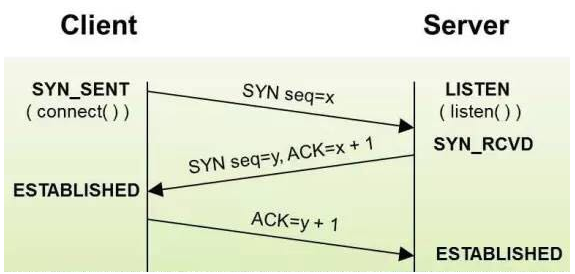 Client
Server
SYN_SENT
( connect( ) )
SYN seq=x
LISTEN
( listen( ) )
SYN_RCVD
SYN seq=y, ACK=x + 1
ESTABLISHED
ACK=y + 1
ESTABLISHED